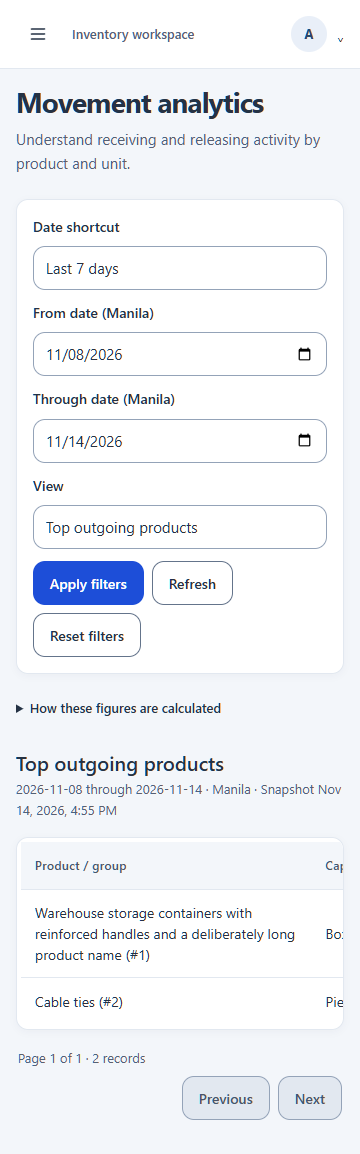 Inventory workspace
A
Movement analytics
Understand receiving and releasing activity by
product and unit.
Date shortcut
Last 7 days
From date (Manila)
11/08/2026
Through date (Manila)
11/14/2026
View
Top outgoing products
Apply filters
Refresh
Reset filters
How these figures are calculated
Top outgoing products
2026-11-08 through 2026-11-14 · Manila · Snapshot Nov
14, 2026, 4:55 PM
Product / group
Warehouse storage containers with
reinforced handles and a deliberately long
product name (#1)
Cable ties (#2)
Page 1 of 1 · 2 records
Previous
Next